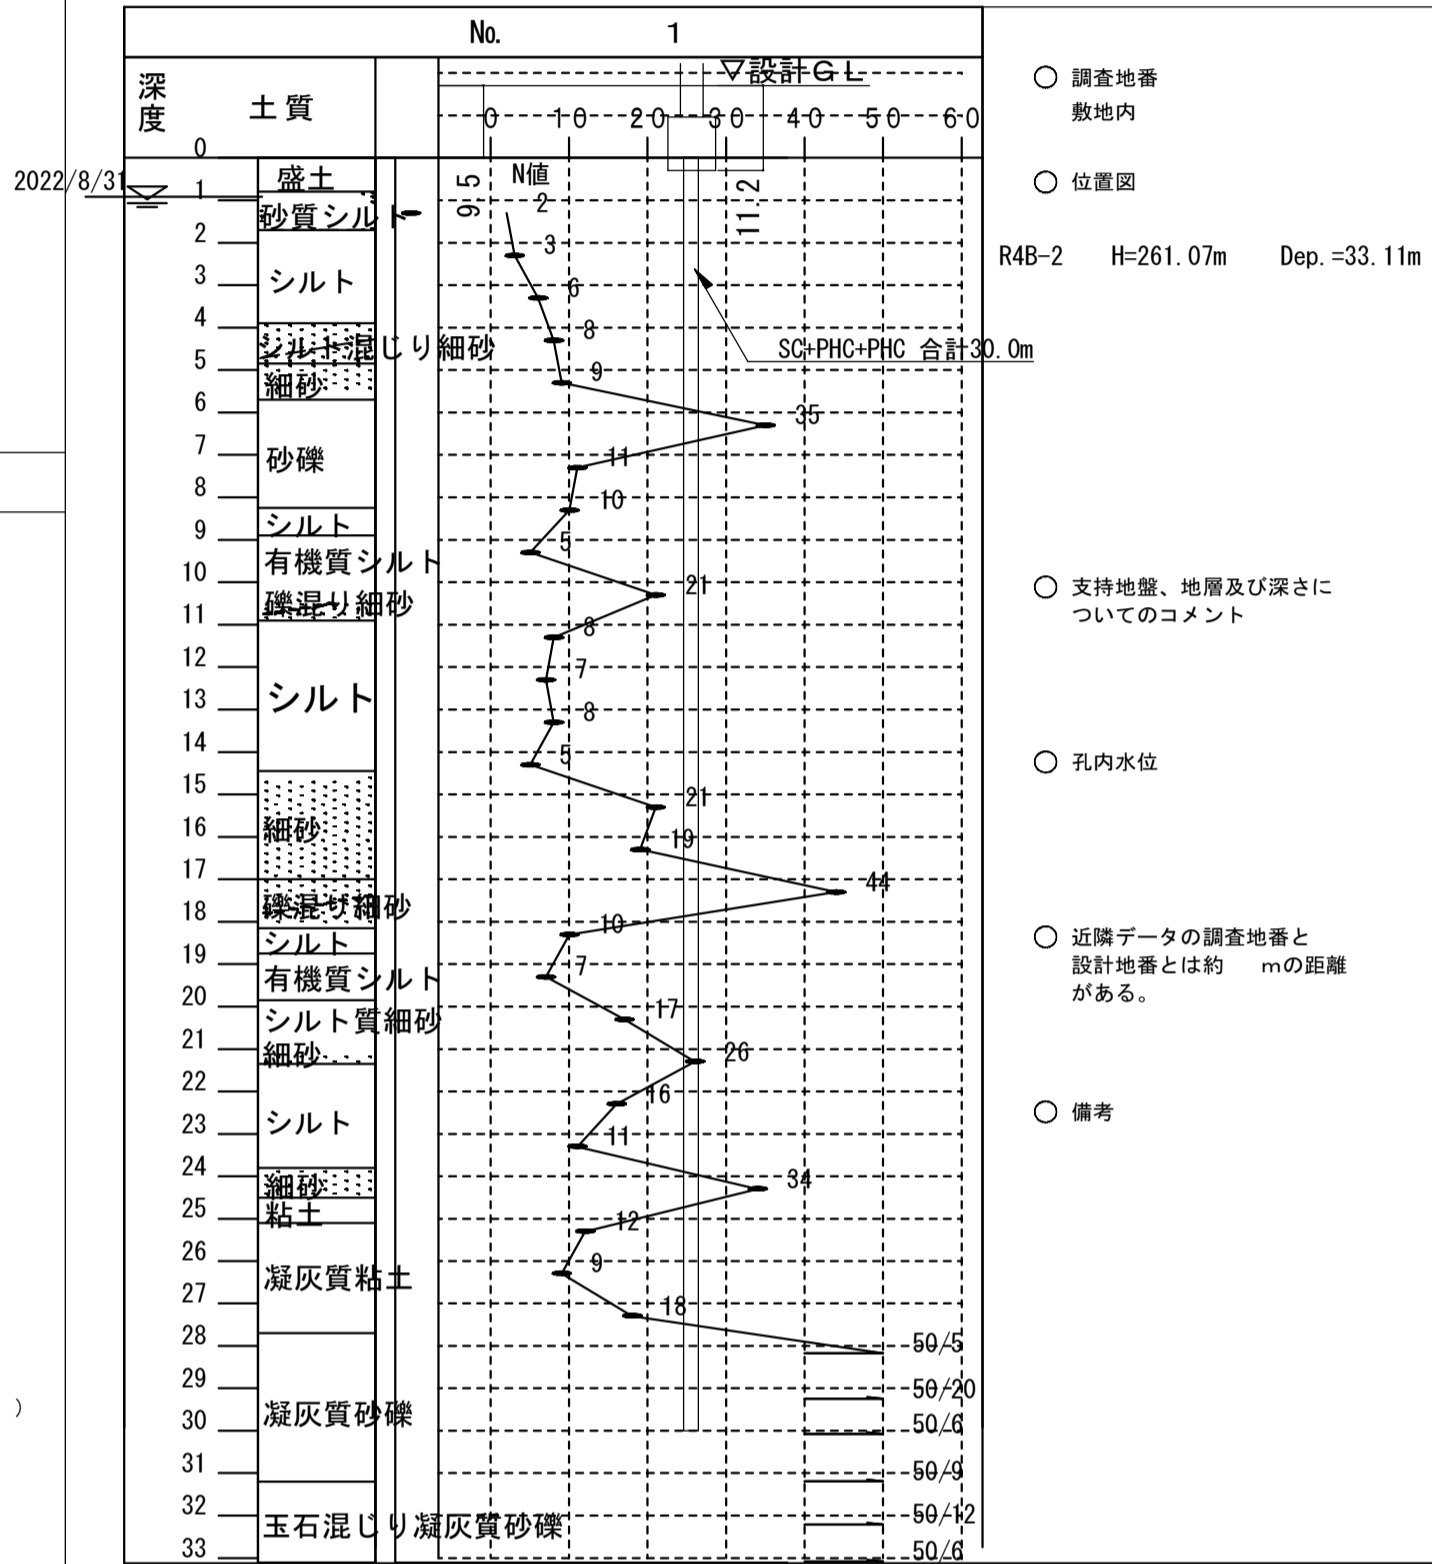 No. 1
▽設計GL
深度
土質
0 10 20 30 40 50 60
0
2022/8/31
9.5
N値
11.2
盛土
1
2
砂質シルト
2
3
シルト
3
6
4
8
シルト混じり細砂
5
9
細砂
6
35
7
11
砂礫
8
10
シルト
9
5
有機質シルト
10
21
礫混り細砂
11
8
12
7
シルト
13
8
14
5
15
21
細砂
16
19
17
44
礫混り細砂
18
10
シルト
19
7
有機質シルト
20
17
シルト質細砂
21
26
細砂
22
16
シルト
23
11
24
34
細砂
25
12
粘土
26
9
凝灰質粘土
27
18
28
50/5
29
50/20
凝灰質砂礫
30
50/6
31
50/9
32
50/12
玉石混じり凝灰質砂礫
33
50/6
SC+PHC+PHC 合計30.0m
○ 調査地番
敷地内
○ 位置図
R4B-2 H=261.07m Dep.=33.11m
○ 支持地盤、地層及び深さに
ついてのコメント
○ 孔内水位
○ 近隣データの調査地番と
設計地番とは約 mの距離
がある。
○ 備考
)